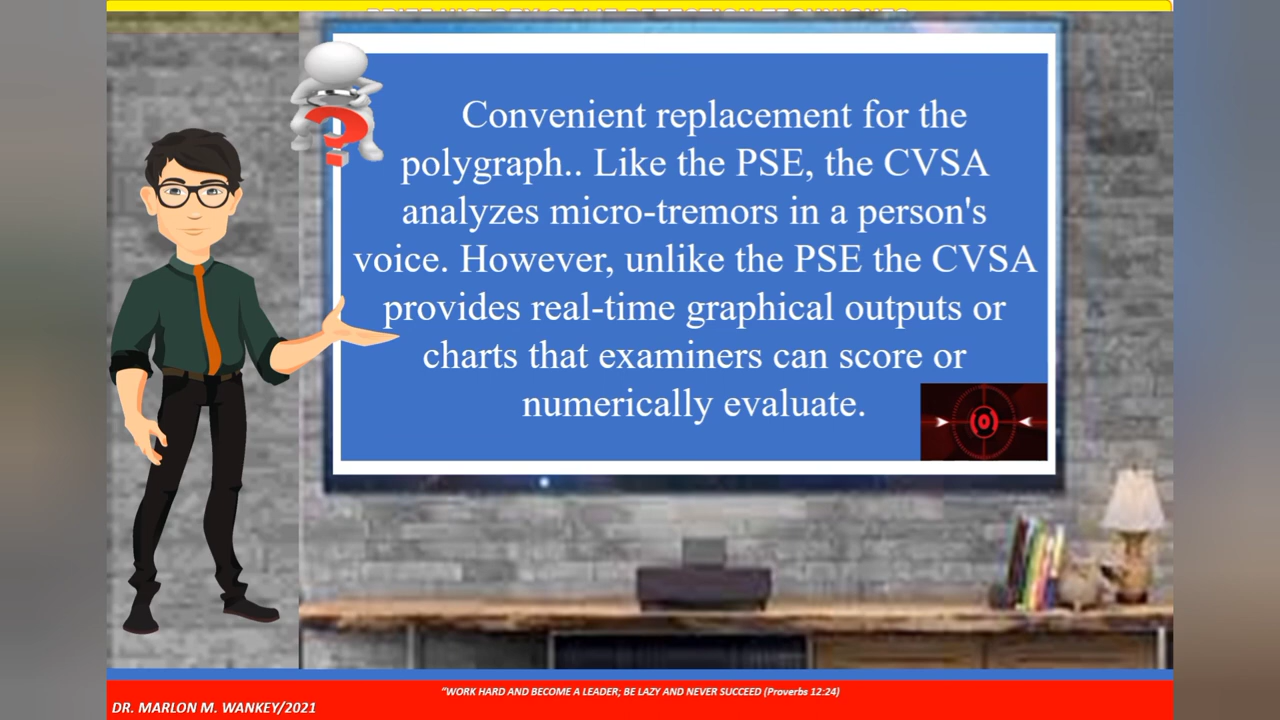 Convenient replacement for the
polygraph.. Like the PSE, the CVSA
analyzes micro-tremors in a person's
voice. However, unlike the PSE the CVSA
provides real-time graphical outputs or
charts that examiners can score or
numerically evaluate.
"WORK HARD AND BECOME A LEADER; BE LAZY AND NEVER SUCCEED (Proverbs 12:24)
DR. MARLON M. WANKEY/2021